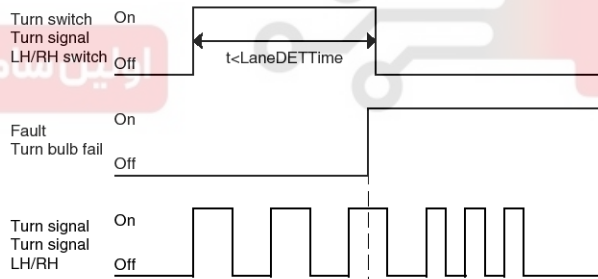 Turn switch
Turn signal
LH/RH switch
On
Off
t<LaneDETTime
Fault
Turn bulb fail
On
Off
Turn signal
Turn signal
LH/RH
On
Off
اولین